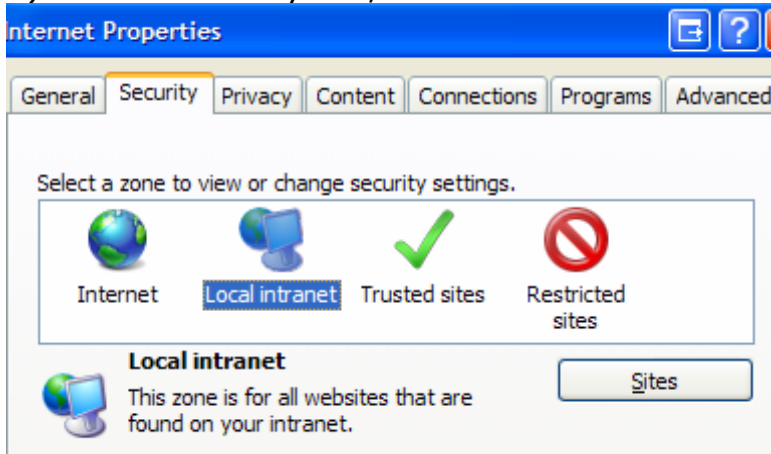 Internet Properties
General Security Privacy Content Connections Programs Advanced
Select a zone to view or change security settings.
Internet Local intranet Trusted sites Restricted sites
Local intranet
This zone is for all websites that are
found on your intranet.
Sites